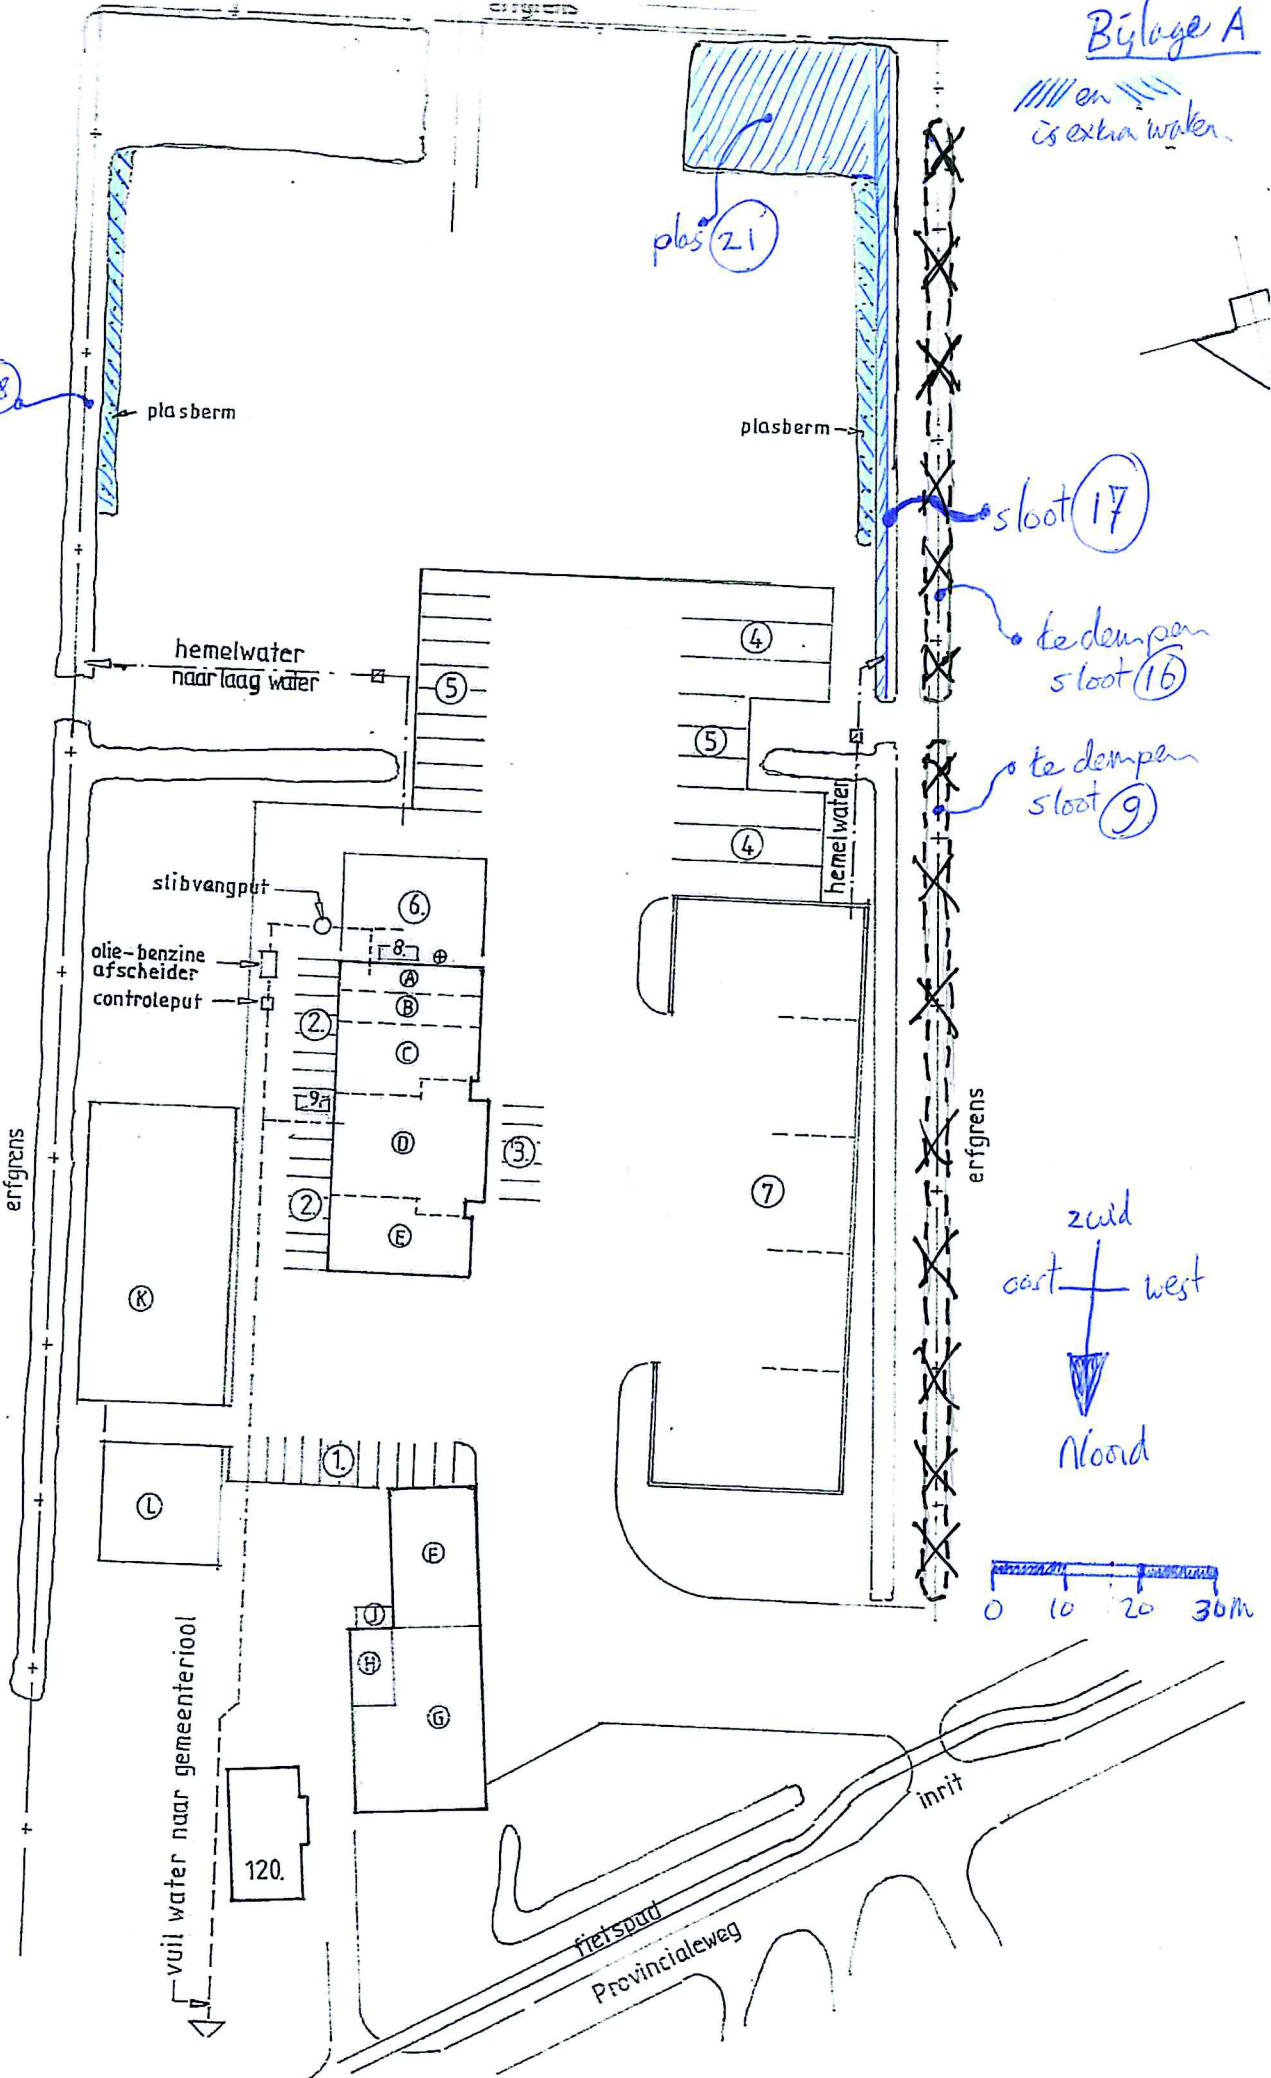 erfgrens
Bijlage A
//// en \\\\
is extra water.
plas 21
8
plasberm
plasberm
sloot 17
te dempen
sloot 16
hemelwater
naar laag water
4
5
5
te dempen
sloot 9
4
hemelwater
slibvangput
6.
olie-benzine
afscheider
controleput
8.
A
B
2.
C
9.
D
3.
2.
E
7
erfgrens
erfgrens
K
zuid
oost west
Noord
1.
L
F
J
H
G
0 10 20 30m
vuil water naar gemeenteriool
120.
inrit
fietspad
Provincialeweg